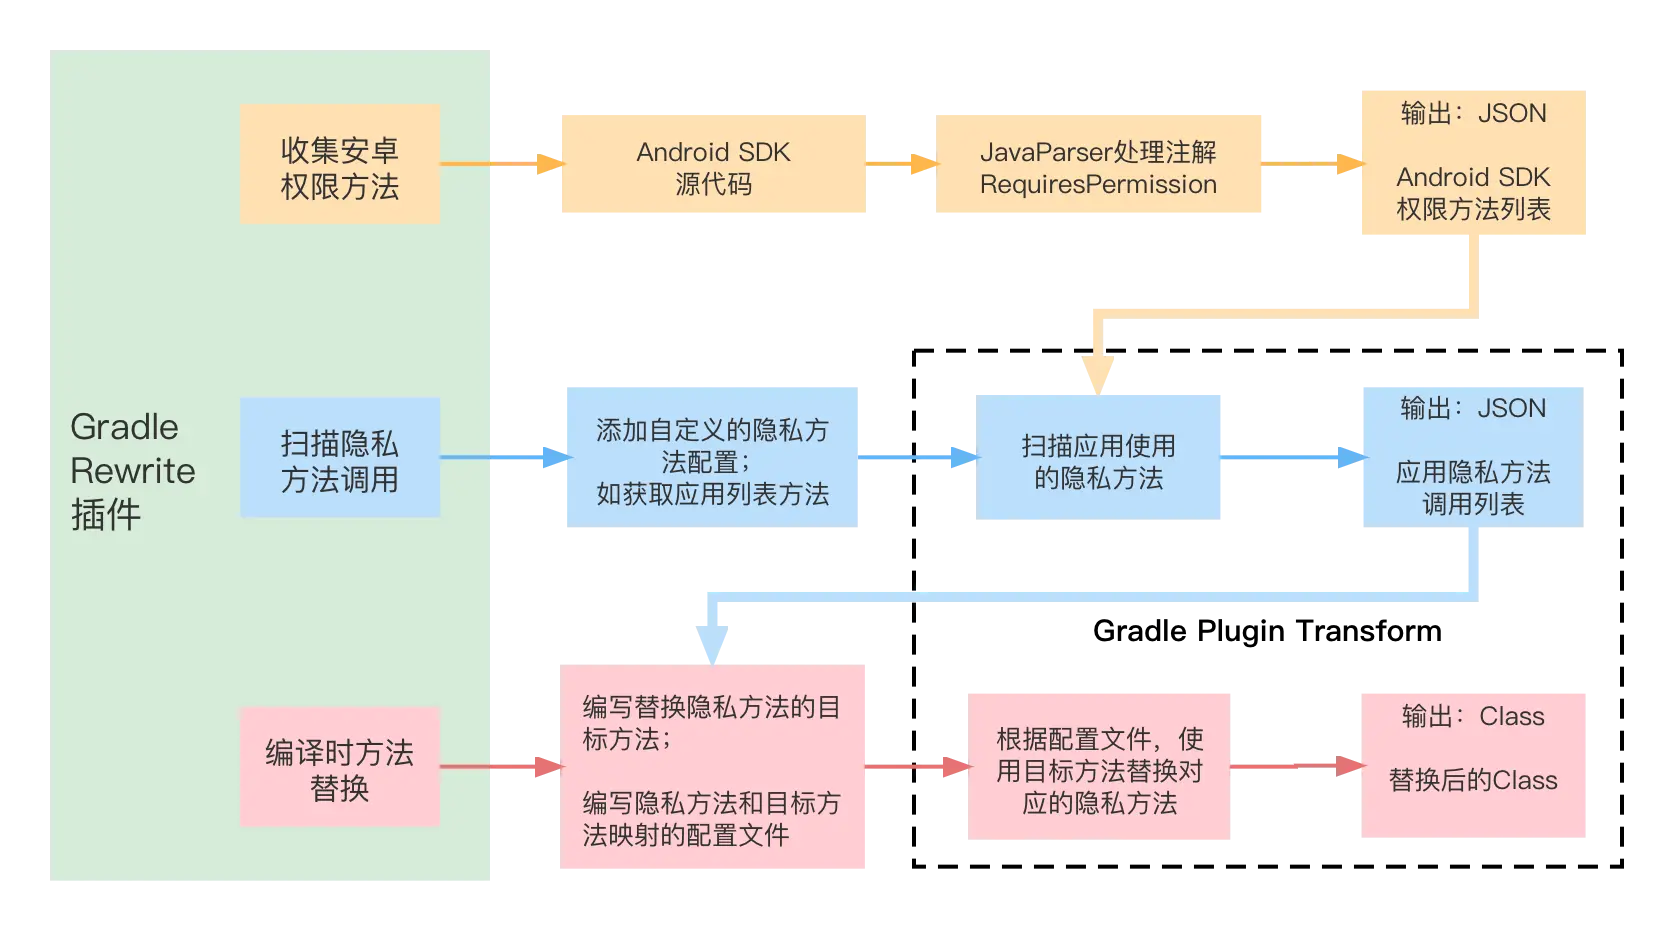 Gradle
Rewrite
插件
收集安卓
权限方法
Android SDK
源代码
JavaParser处理注解
RequiresPermission
输出：JSON
Android SDK
权限方法列表
扫描隐私
方法调用
添加自定义的隐私方
法配置；
如获取应用列表方法
扫描应用使用
的隐私方法
输出：JSON
应用隐私方法
调用列表
Gradle Plugin Transform
编译时方法
替换
编写替换隐私方法的目
标方法；
编写隐私方法和目标方
法映射的配置文件
根据配置文件，使
用目标方法替换对
应的隐私方法
输出：Class
替换后的Class